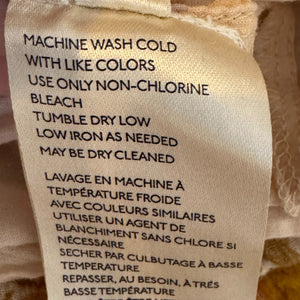 MACHINE WASH COLD
WITH LIKE COLORS
USE ONLY NON-CHLORINE
BLEACH
TUMBLE DRY LOW
LOW IRON AS NEEDED
MAY BE DRY CLEANED
LAVAGE EN MACHINE À
TEMPÉRATURE FROIDE
AVEC COULEURS SIMILAIRES
UTILISER UN AGENT DE
BLANCHIMENT SANS CHLORE SI
NÉCESSAIRE
SECHER PAR CULBUTAGE À BASSE
TEMPERATURE
REPASSER, AU BESOIN, À TRÈS
BASSE TEMPÉRATURE